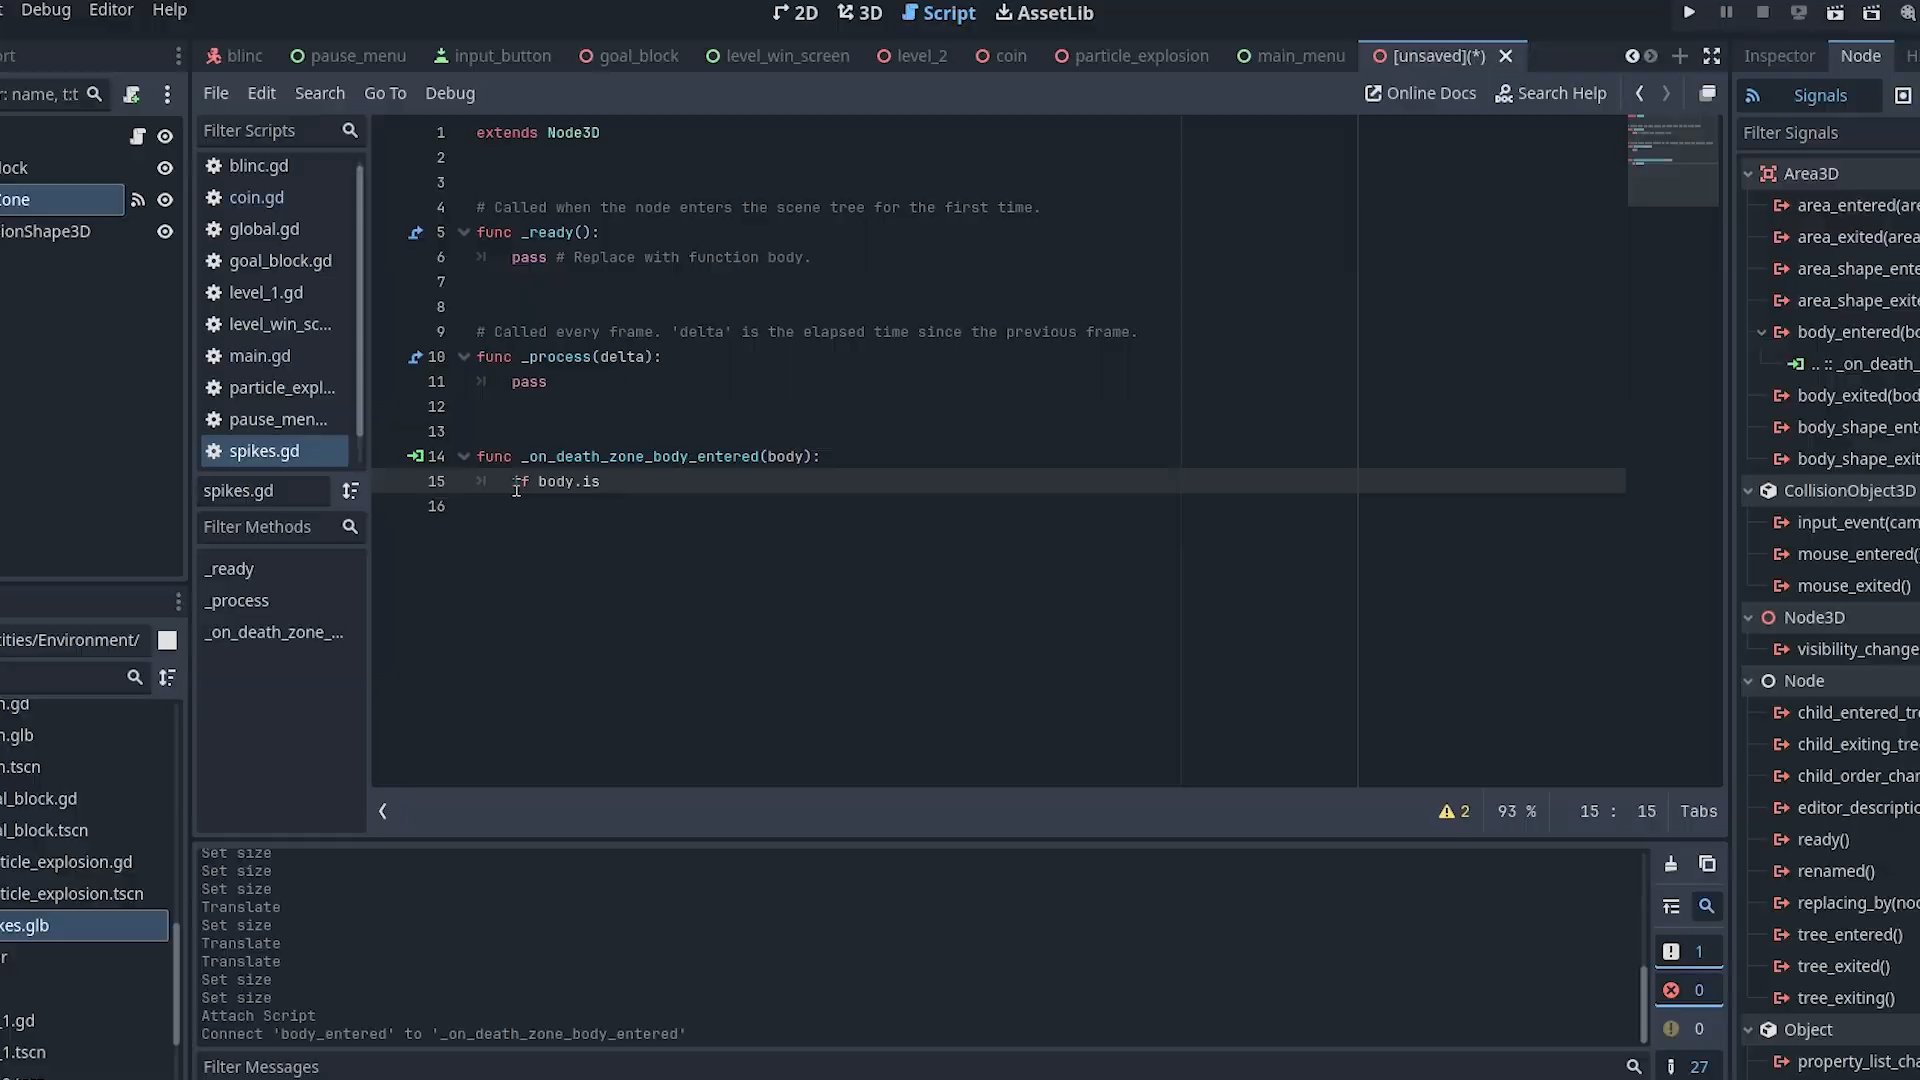 Debug Editor Help
2D 3D Script AssetLib
blinc pause_menu input_button goal_block level_win_screen level_2 coin particle_explosion main_menu [unsaved](*)
Inspector Node
: name, t:t
File Edit Search Go To Debug
Online Docs Search Help
Signals
Filter Scripts
Filter Signals
blinc.gd
coin.gd
global.gd
goal_block.gd
level_1.gd
level_win_sc...
main.gd
particle_expl...
pause_men...
spikes.gd
spikes.gd
Filter Methods
_ready
_process
_on_death_zone_...
1 extends Node3D
2
3
4 # Called when the node enters the scene tree for the first time.
5 func _ready():
6 pass # Replace with function body.
7
8
9 # Called every frame. 'delta' is the elapsed time since the previous frame.
10 func _process(delta):
11 pass
12
13
14 func _on_death_zone_body_entered(body):
15 if body.is
16
2 93 % 15 : 15 Tabs
Set size
Set size
Set size
Translate
Set size
Translate
Translate
Set size
Set size
Attach Script
Connect 'body_entered' to '_on_death_zone_body_entered'
Filter Messages
1
0
0
27
Area3D
area_entered(are
area_exited(area
area_shape_ente
area_shape_exite
body_entered(bo
.. :: _on_death_
body_exited(bod
body_shape_ent
body_shape_exit
CollisionObject3D
input_event(cam
mouse_entered()
mouse_exited()
Node3D
visibility_change
Node
child_entered_tre
child_exiting_tree
child_order_char
editor_descriptio
ready()
renamed()
replacing_by(noc
tree_entered()
tree_exited()
tree_exiting()
Object
property_list_cha
ort
lock
Zone
ionShape3D
tities/Environment/
n.gd
n.glb
n.tscn
al_block.gd
al_block.tscn
ticle_explosion.gd
ticle_explosion.tscn
kes.glb
r
_1.gd
_1.tscn